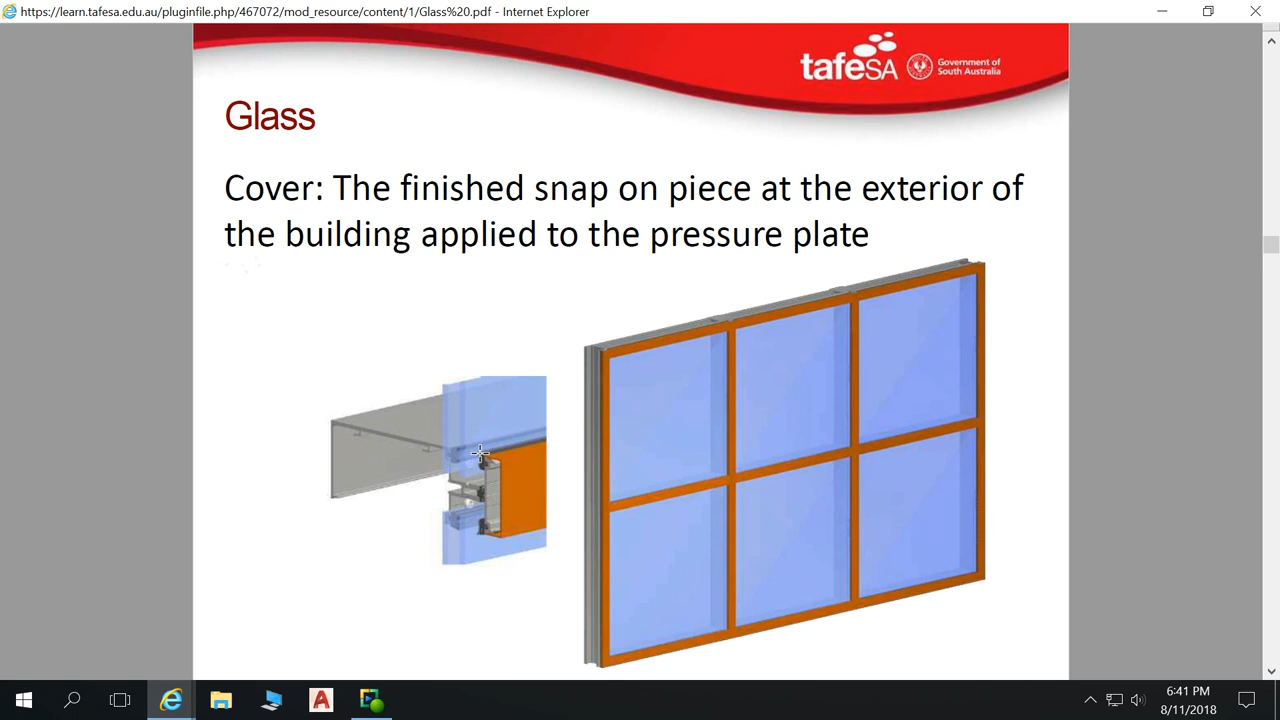 https://learn.tafesa.edu.au/pluginfile.php/467072/mod_resource/content/1/Glass%20.pdf - Internet Explorer
tafeSA
Government of
South Australia
Glass
Cover: The finished snap on piece at the exterior of
the building applied to the pressure plate
A
6:41 PM
8/11/2018